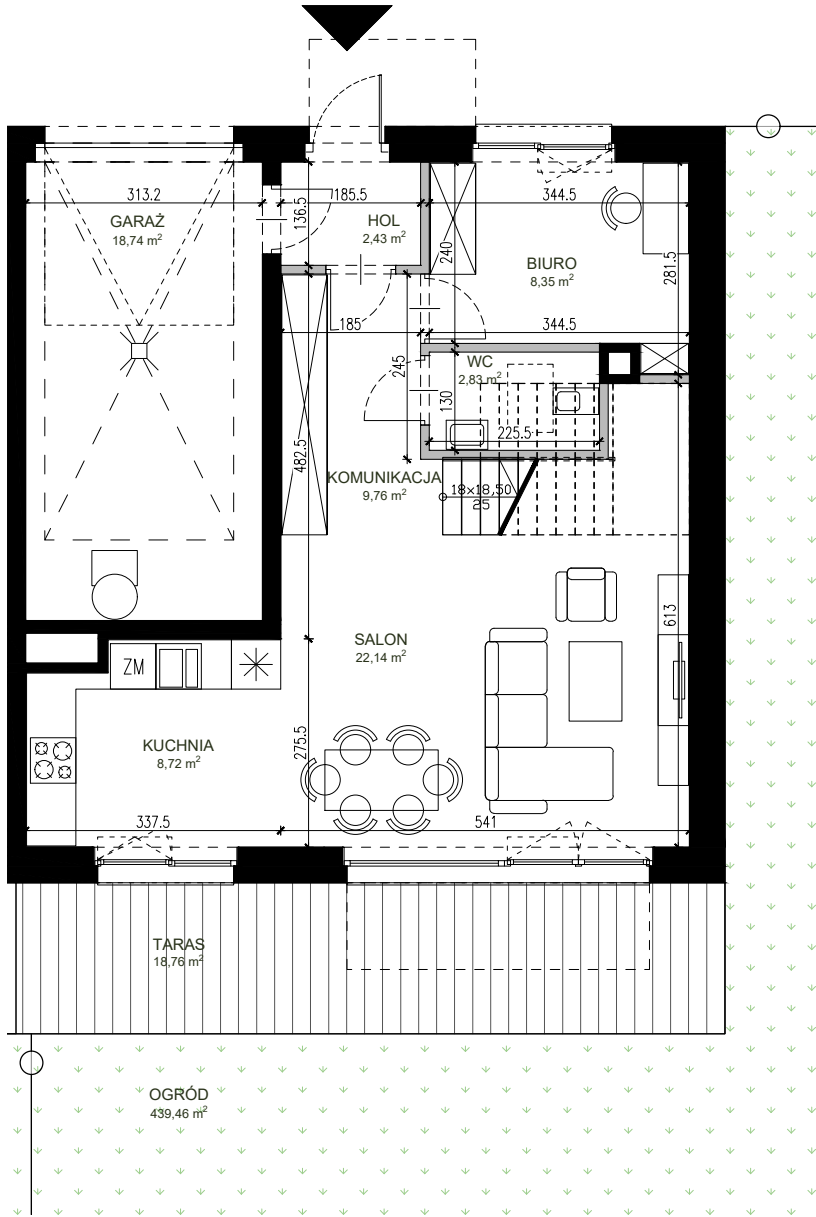 313.2
GARAŻ
18,74 m²
185.5
136.5
HOL
2,43 m²
344.5
240
BIURO
8,35 m²
281.5
185
344.5
245
WC
2,83 m²
130
225.5
482.5
KOMUNIKACJA
9,76 m²
18×18,50
25
SALON
22,14 m²
613
ZM
KUCHNIA
8,72 m²
275.5
337.5
541
TARAS
18,76 m²
OGRÓD
439,46 m²